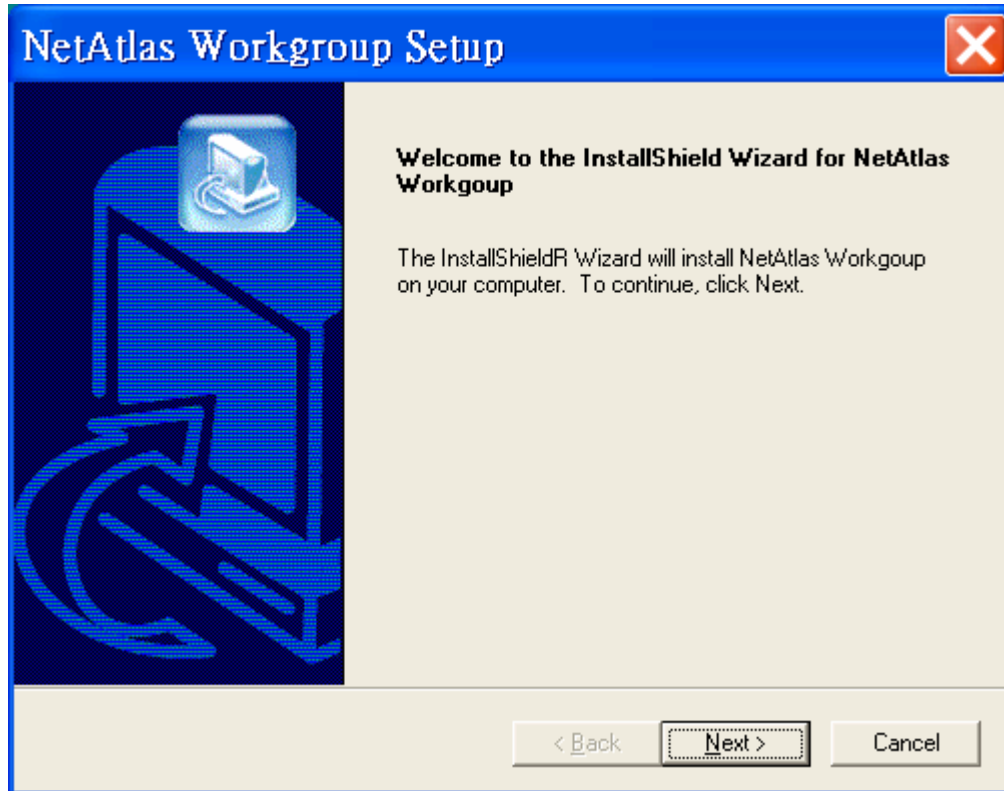 NetAtlas Workgroup Setup
Welcome to the InstallShield Wizard for NetAtlas
Workgoup
The InstallShieldR Wizard will install NetAtlas Workgoup
on your computer. To continue, click Next.
< Back
Next >
Cancel